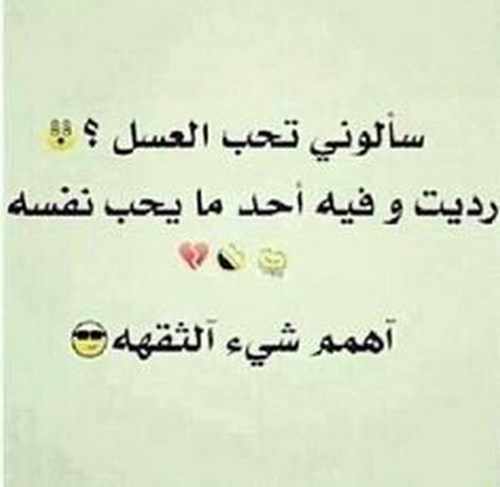 سألوني تحب العسل ؟
رديت و فيه أحد ما يحب نفسه
آهمم شيء آلثقهه